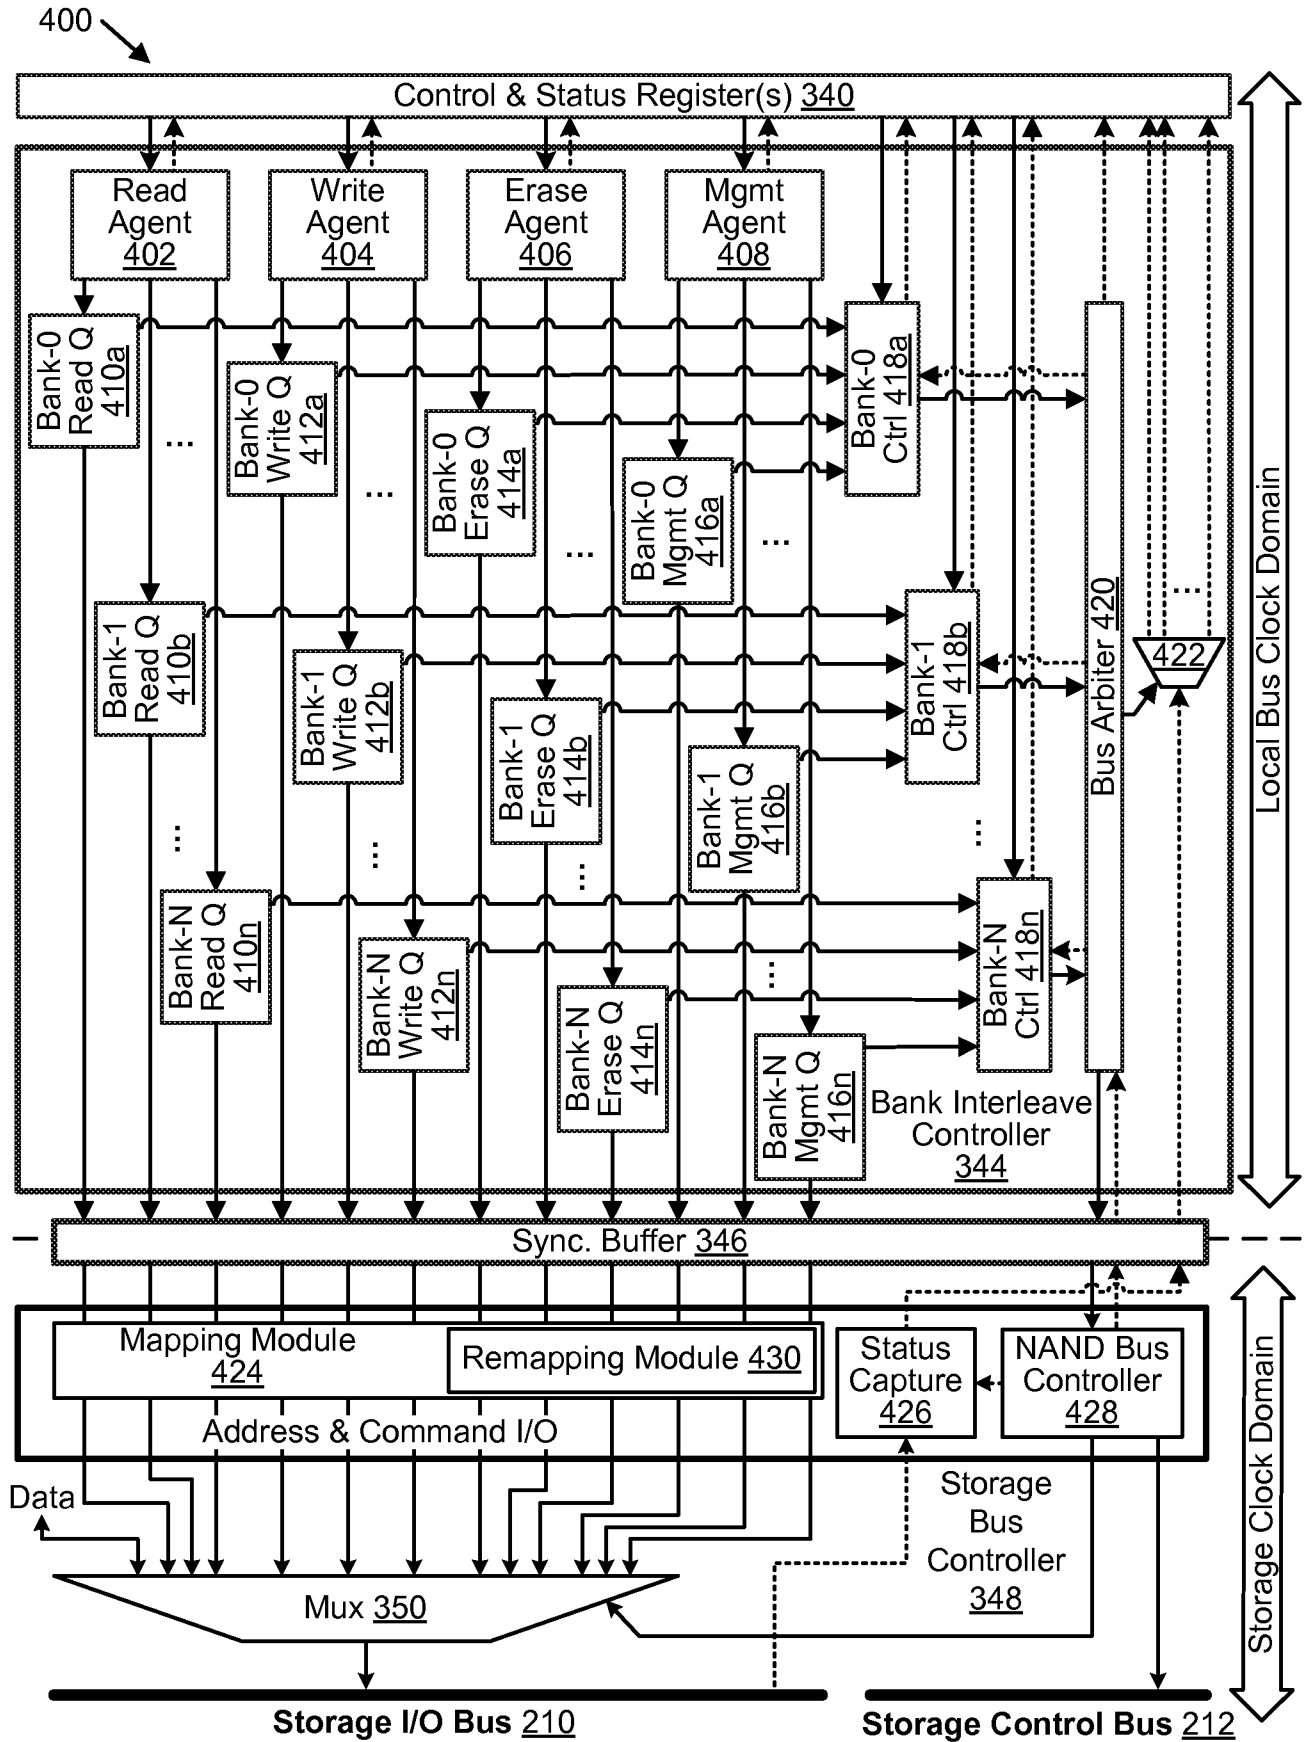 400
Control & Status Register(s) 340
Read
Agent
402
Write
Agent
404
Erase
Agent
406
Mgmt
Agent
408
Bank-0
Read Q
410a
Bank-0
Write Q
412a
Bank-0
Erase Q
414a
Bank-0
Mgmt Q
416a
Bank-0
Ctrl 418a
...
...
...
...
Bank-1
Read Q
410b
Bank-1
Write Q
412b
Bank-1
Erase Q
414b
Bank-1
Mgmt Q
416b
Bank-1
Ctrl 418b
Bus Arbiter 420
...
422
...
...
...
...
...
Bank-N
Read Q
410n
Bank-N
Write Q
412n
Bank-N
Erase Q
414n
Bank-N
Mgmt Q
416n
Bank-N
Ctrl 418n
Bank Interleave
Controller
344
Local Bus Clock Domain
Sync. Buffer 346
Mapping Module
424
Remapping Module 430
Status
Capture
426
NAND Bus
Controller
428
Address & Command I/O
Data
Storage
Bus
Controller
348
Storage Clock Domain
Mux 350
Storage I/O Bus 210
Storage Control Bus 212